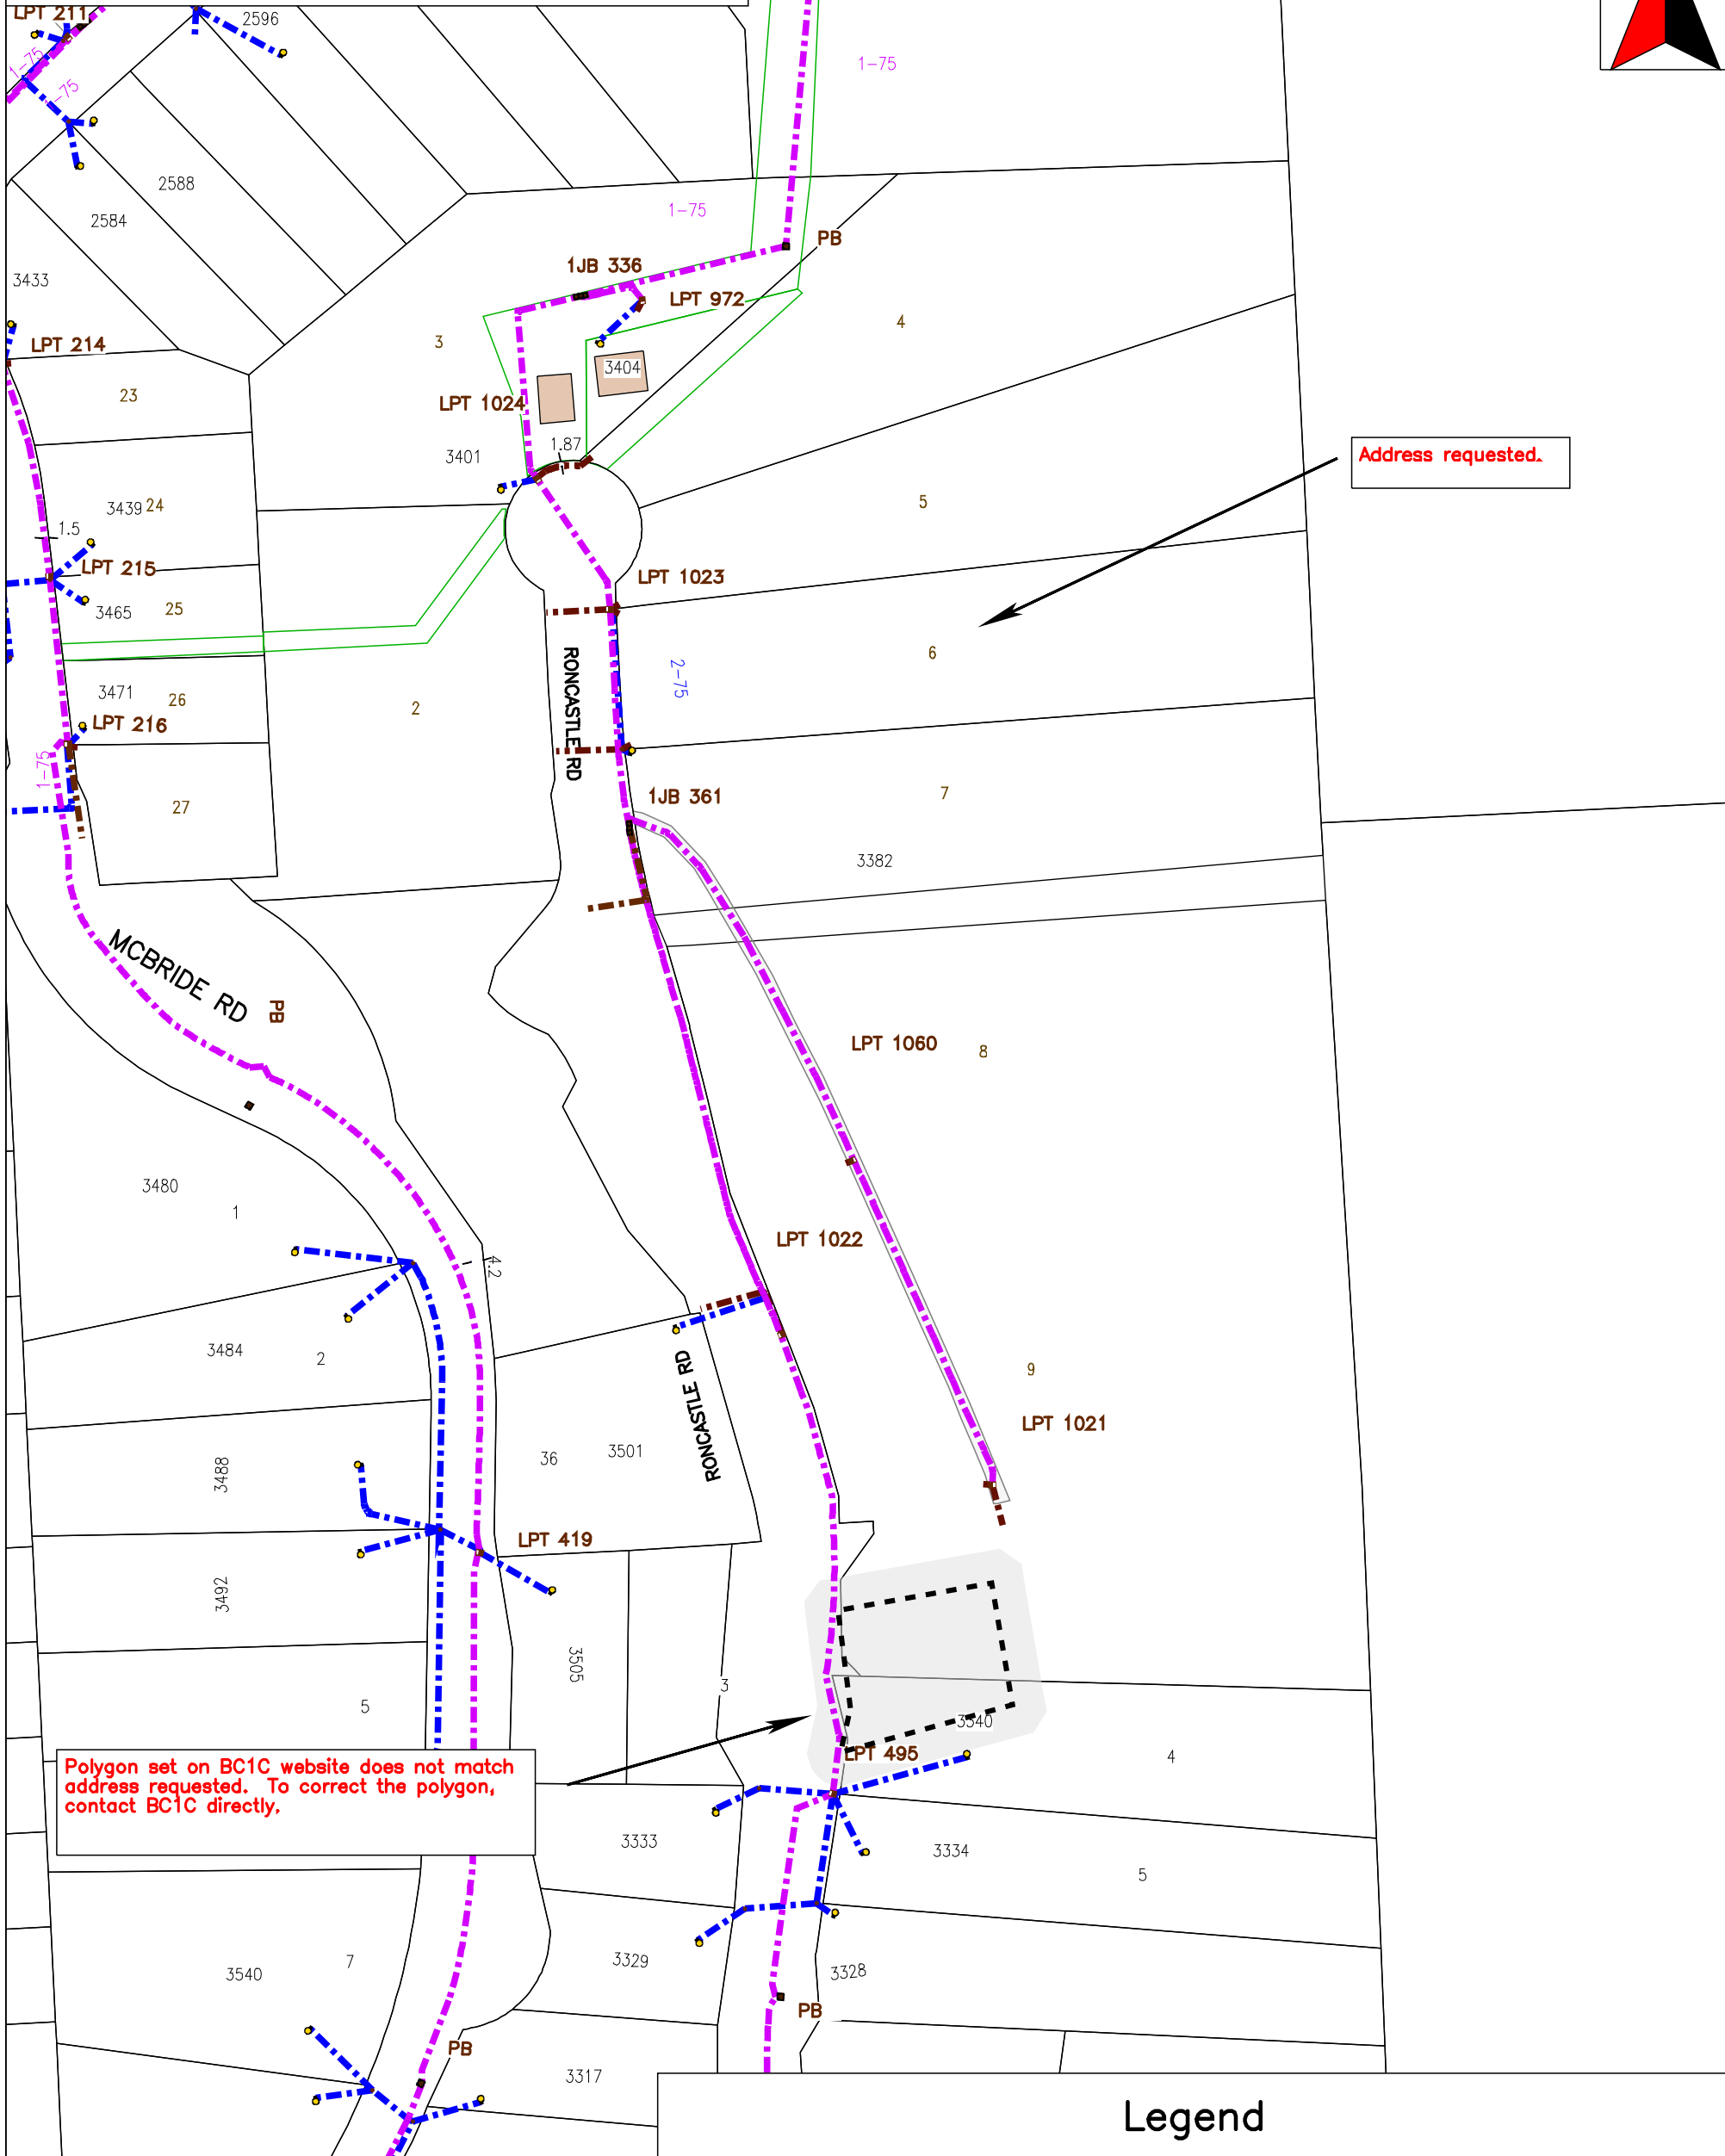 LPT 211
2596
1-75
1-75
-75
2588
1-75
2584
PB
3433
1JB 336
LPT 972
4
LPT 214
3
3404
23
LPT 1024
1.87
3401
Address requested.
3439
24
5
1.5
LPT 215
LPT 1023
3465
25
6
RONCASTLE RD
2-75
3471
26
2
LPT 216
1-75
1JB 361
7
27
3382
MCBRIDE RD
PB
LPT 1060
8
3480
1
LPT 1022
4.2
3484
2
RONCASTLE RD
9
LPT 1021
36
3501
3488
LPT 419
3492
3505
3
5
3540
LPT 495
4
Polygon set on BC1C website does not match
address requested. To correct the polygon,
contact BC1C directly.
3333
3334
5
3329
3328
7
3540
PB
PB
3317
Legend